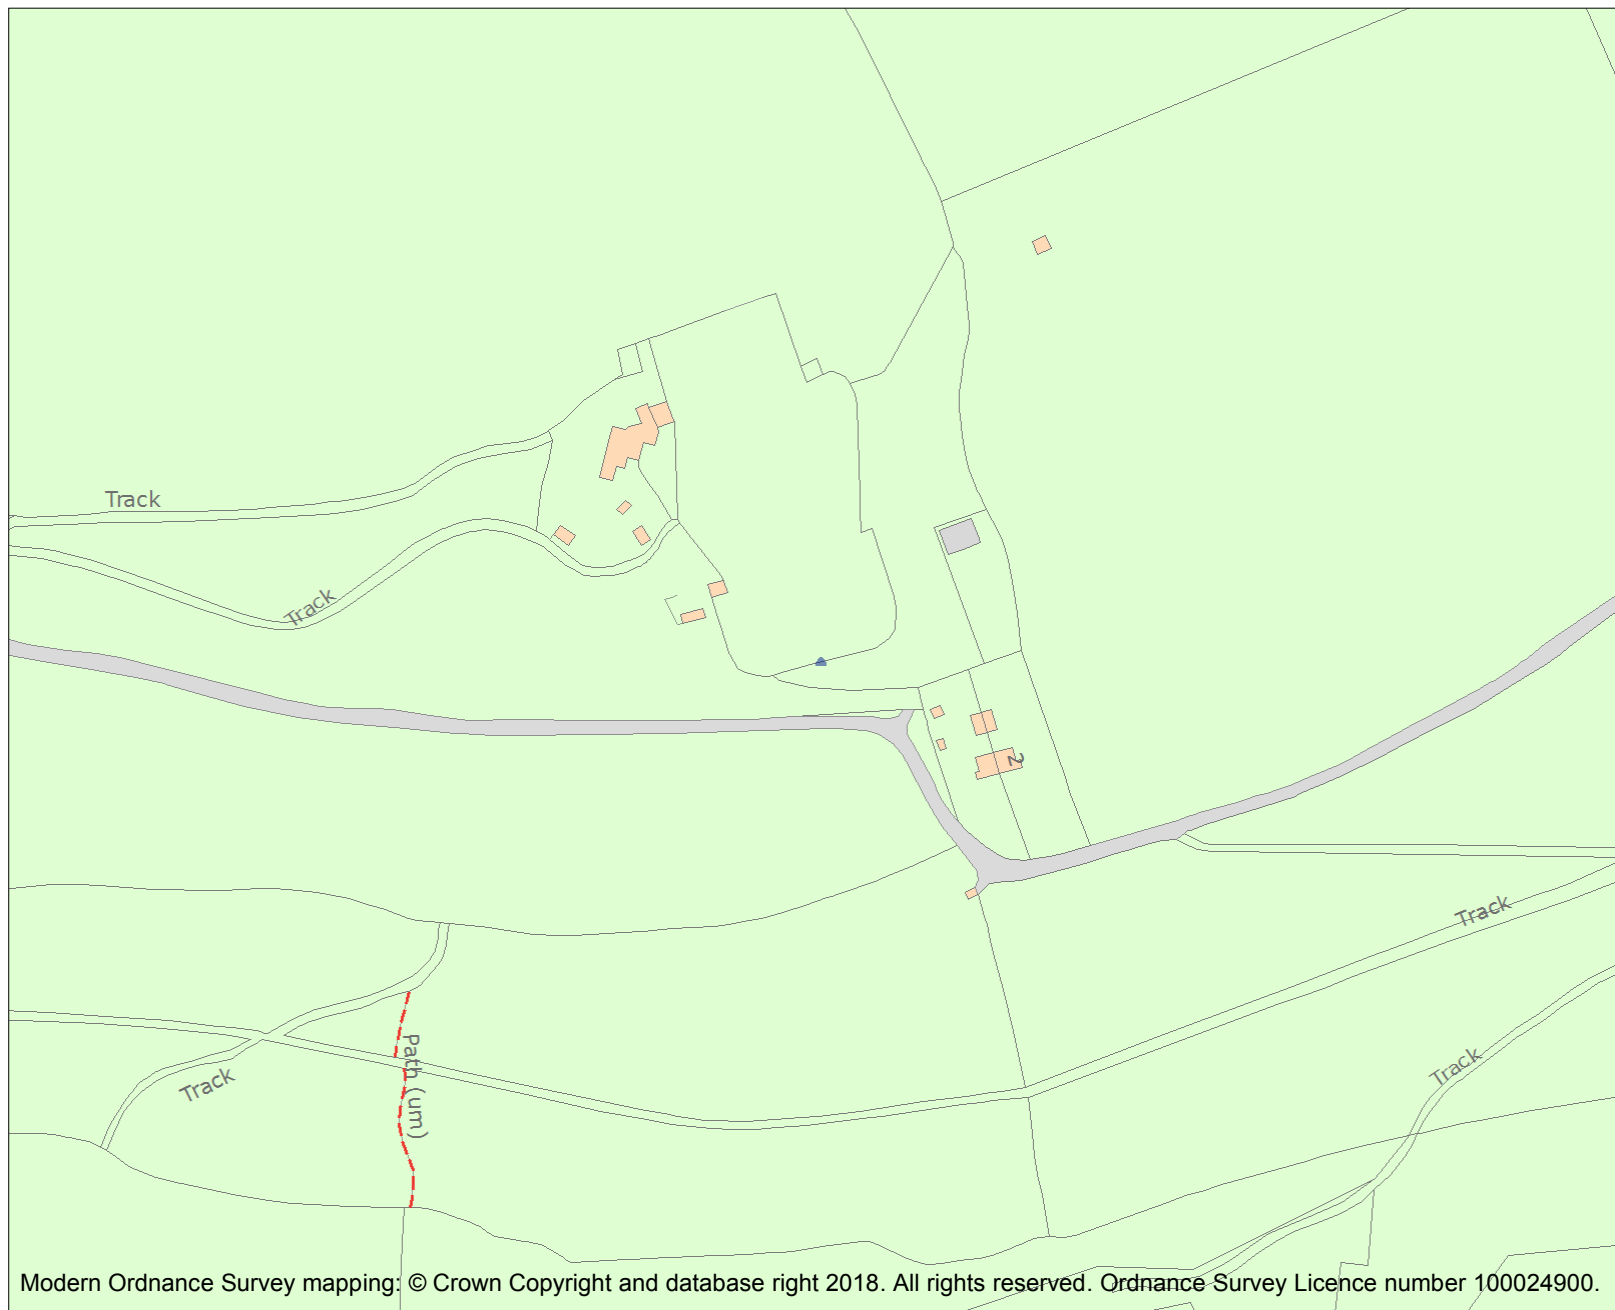 Track
Track
2
Track
Path (um)
Track
Track
Modern Ordnance Survey mapping: © Crown Copyright and database right 2018. All rights reserved. Ordnance Survey Licence number 100024900.